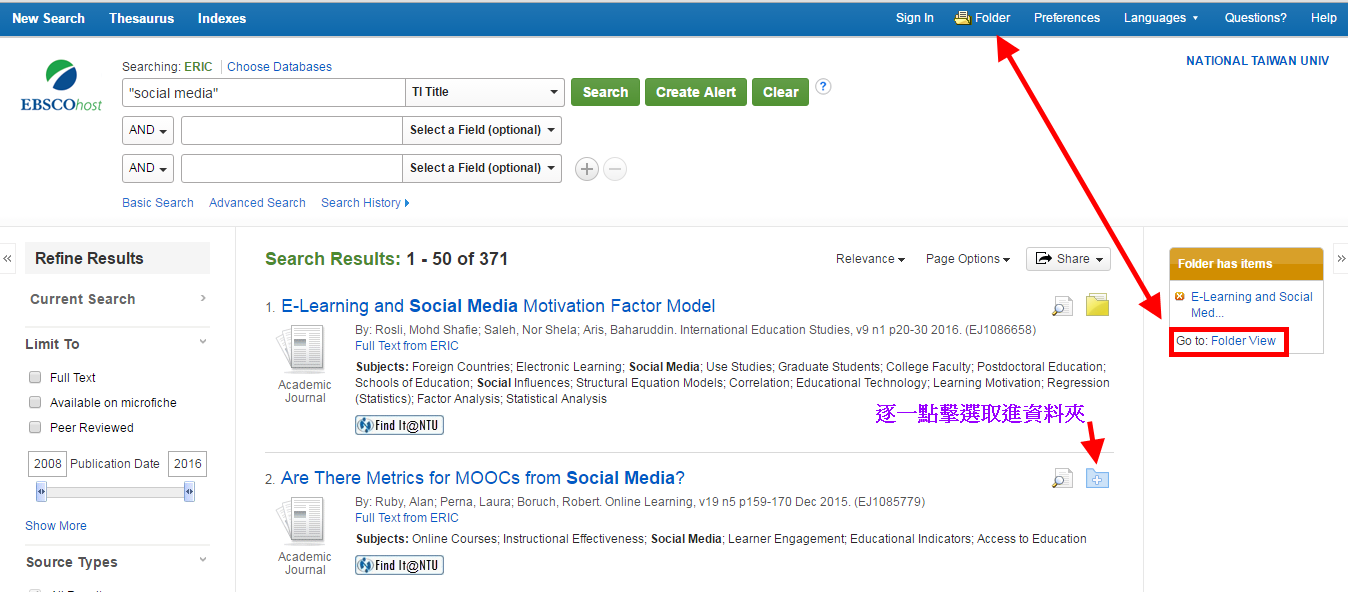 New Search Thesaurus Indexes Sign In Folder Preferences Languages Questions? Help
NATIONAL TAIWAN UNIV
EBSCOhost
Searching: ERIC Choose Databases
"social media" TI Title Search Create Alert Clear ?
AND Select a Field (optional)
AND Select a Field (optional)
Basic Search Advanced Search Search History
Refine Results
Current Search
Limit To
Full Text
Available on microfiche
Peer Reviewed
2008 Publication Date 2016
Show More
Source Types
Search Results: 1 - 50 of 371 Relevance Page Options Share
1. E-Learning and Social Media Motivation Factor Model
By: Rosli, Mohd Shafie; Saleh, Nor Shela; Aris, Baharuddin. International Education Studies, v9 n1 p20-30 2016. (EJ1086658)
Full Text from ERIC
Subjects: Foreign Countries; Electronic Learning; Social Media; Use Studies; Graduate Students; College Faculty; Postdoctoral Education;
Schools of Education; Social Influences; Structural Equation Models; Correlation; Educational Technology; Learning Motivation; Regression
(Statistics); Factor Analysis; Statistical Analysis
Academic
Journal
Find It@NTU
逐一點擊選取進資料夾
2. Are There Metrics for MOOCs from Social Media?
By: Ruby, Alan; Perna, Laura; Boruch, Robert. Online Learning, v19 n5 p159-170 Dec 2015. (EJ1085779)
Full Text from ERIC
Subjects: Online Courses; Instructional Effectiveness; Social Media; Learner Engagement; Educational Indicators; Access to Education
Academic
Journal
Find It@NTU
Folder has items
E-Learning and Social
Med...
Go to: Folder View